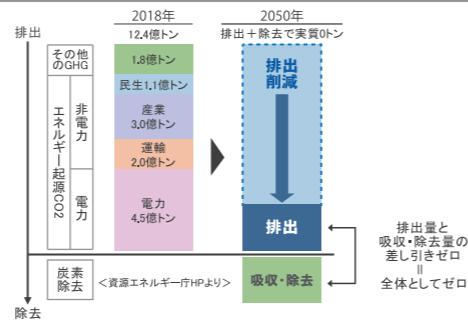 排出
2018年
2050年
12.4億トン
排出＋除去で実質0トン
その他
のGHG
1.8億トン
エネルギー起源CO2
非電力
民生1.1億トン
産業
3.0億トン
運輸
2.0億トン
電力
電力
4.5億トン
排出
削減
排出
炭素
除去
＜資源エネルギー庁HPより＞
吸収・除去
排出量と
吸収・除去量の
差し引きゼロ
＝
全体としてゼロ
除去